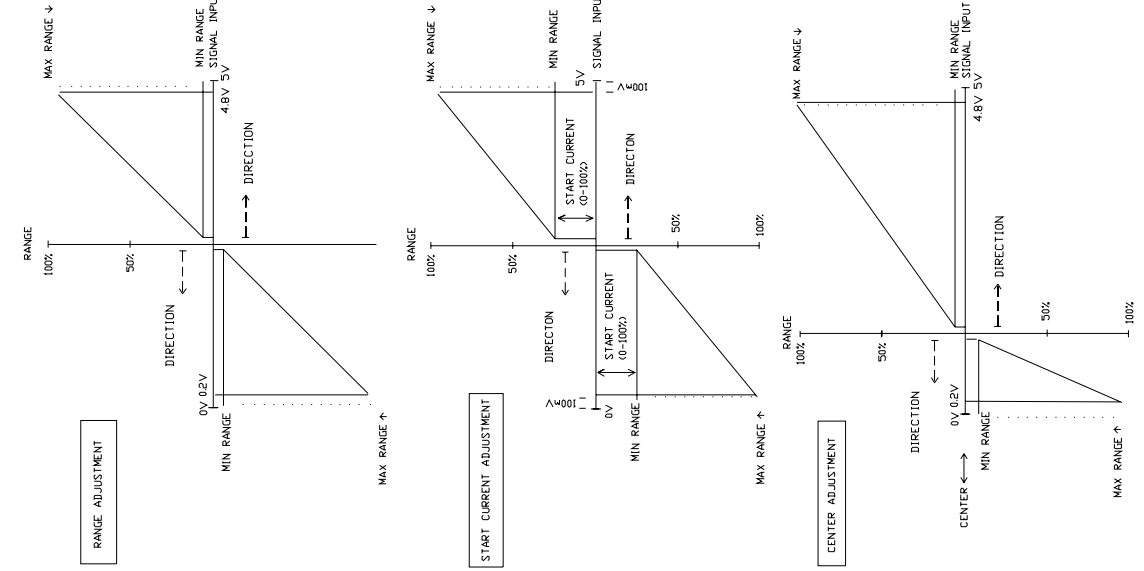 RANGE ADJUSTMENT
RANGE
100%
50%
MAX RANGE ↓
MIN RANGE
SIGNAL INPU
5V
4.8V
DIRECTION
DIRECTION
0V 0.2V
MIN RANGE
MAX RANGE ↑
START CURRENT ADJUSTMENT
RANGE
100%
50%
MAX RANGE ↓
MIN RANGE
SIGNAL INPU
5V
100mV
START CURRENT
(0-100%)
DIRECTON
DIRECTON
START CURRENT
(0-100%)
50%
100%
100mV
0V
MIN RANGE
MAX RANGE ↑
CENTER ADJUSTMENT
RANGE
100%
50%
MAX RANGE ↓
MIN RANGE
SIGNAL INPUT
5V
4.8V
DIRECTION
DIRECTION
50%
100%
0V 0.2V
MIN RANGE
CENTER ↔
MAX RANGE ↑